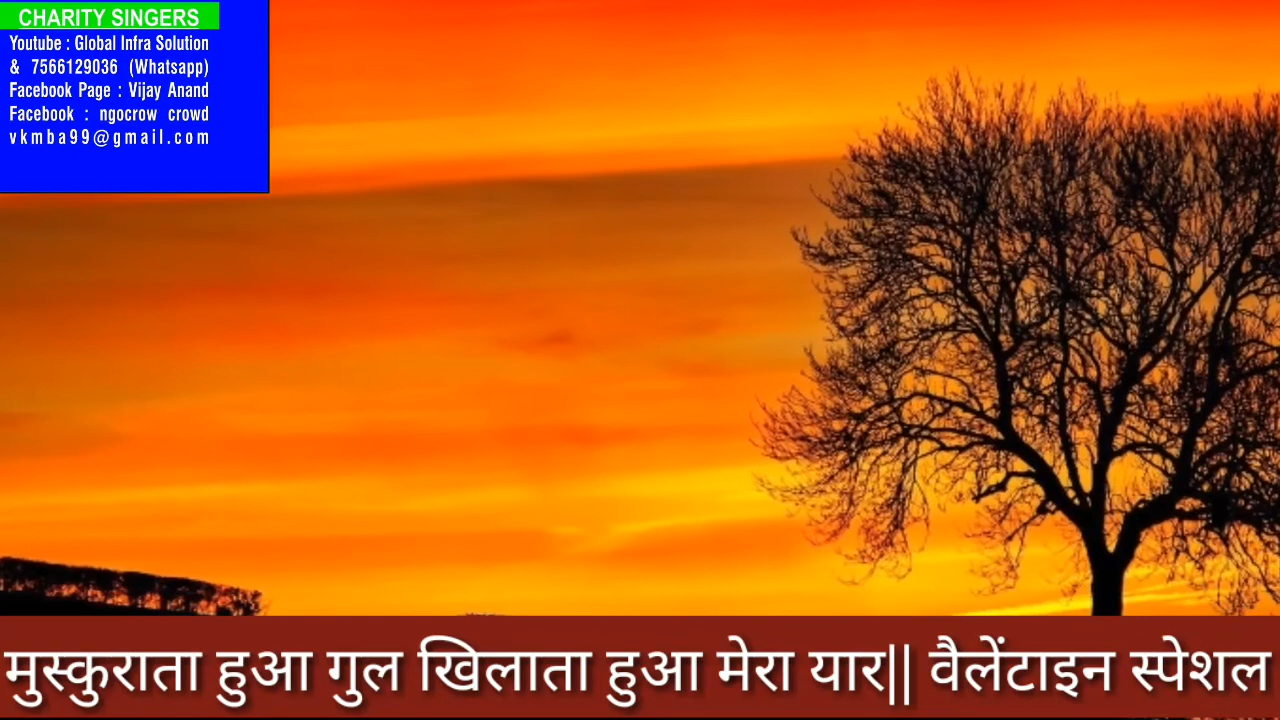 CHARITY SINGERS
Youtube : Global Infra Solution
& 7566129036 (Whatsapp)
Facebook Page : Vijay Anand
Facebook : ngocrow crowd
vkmba99@gmail.com
मुस्कुराता हुआ गुल खिलाता हुआ मेरा यार|| वैलेंटाइन स्पेशल